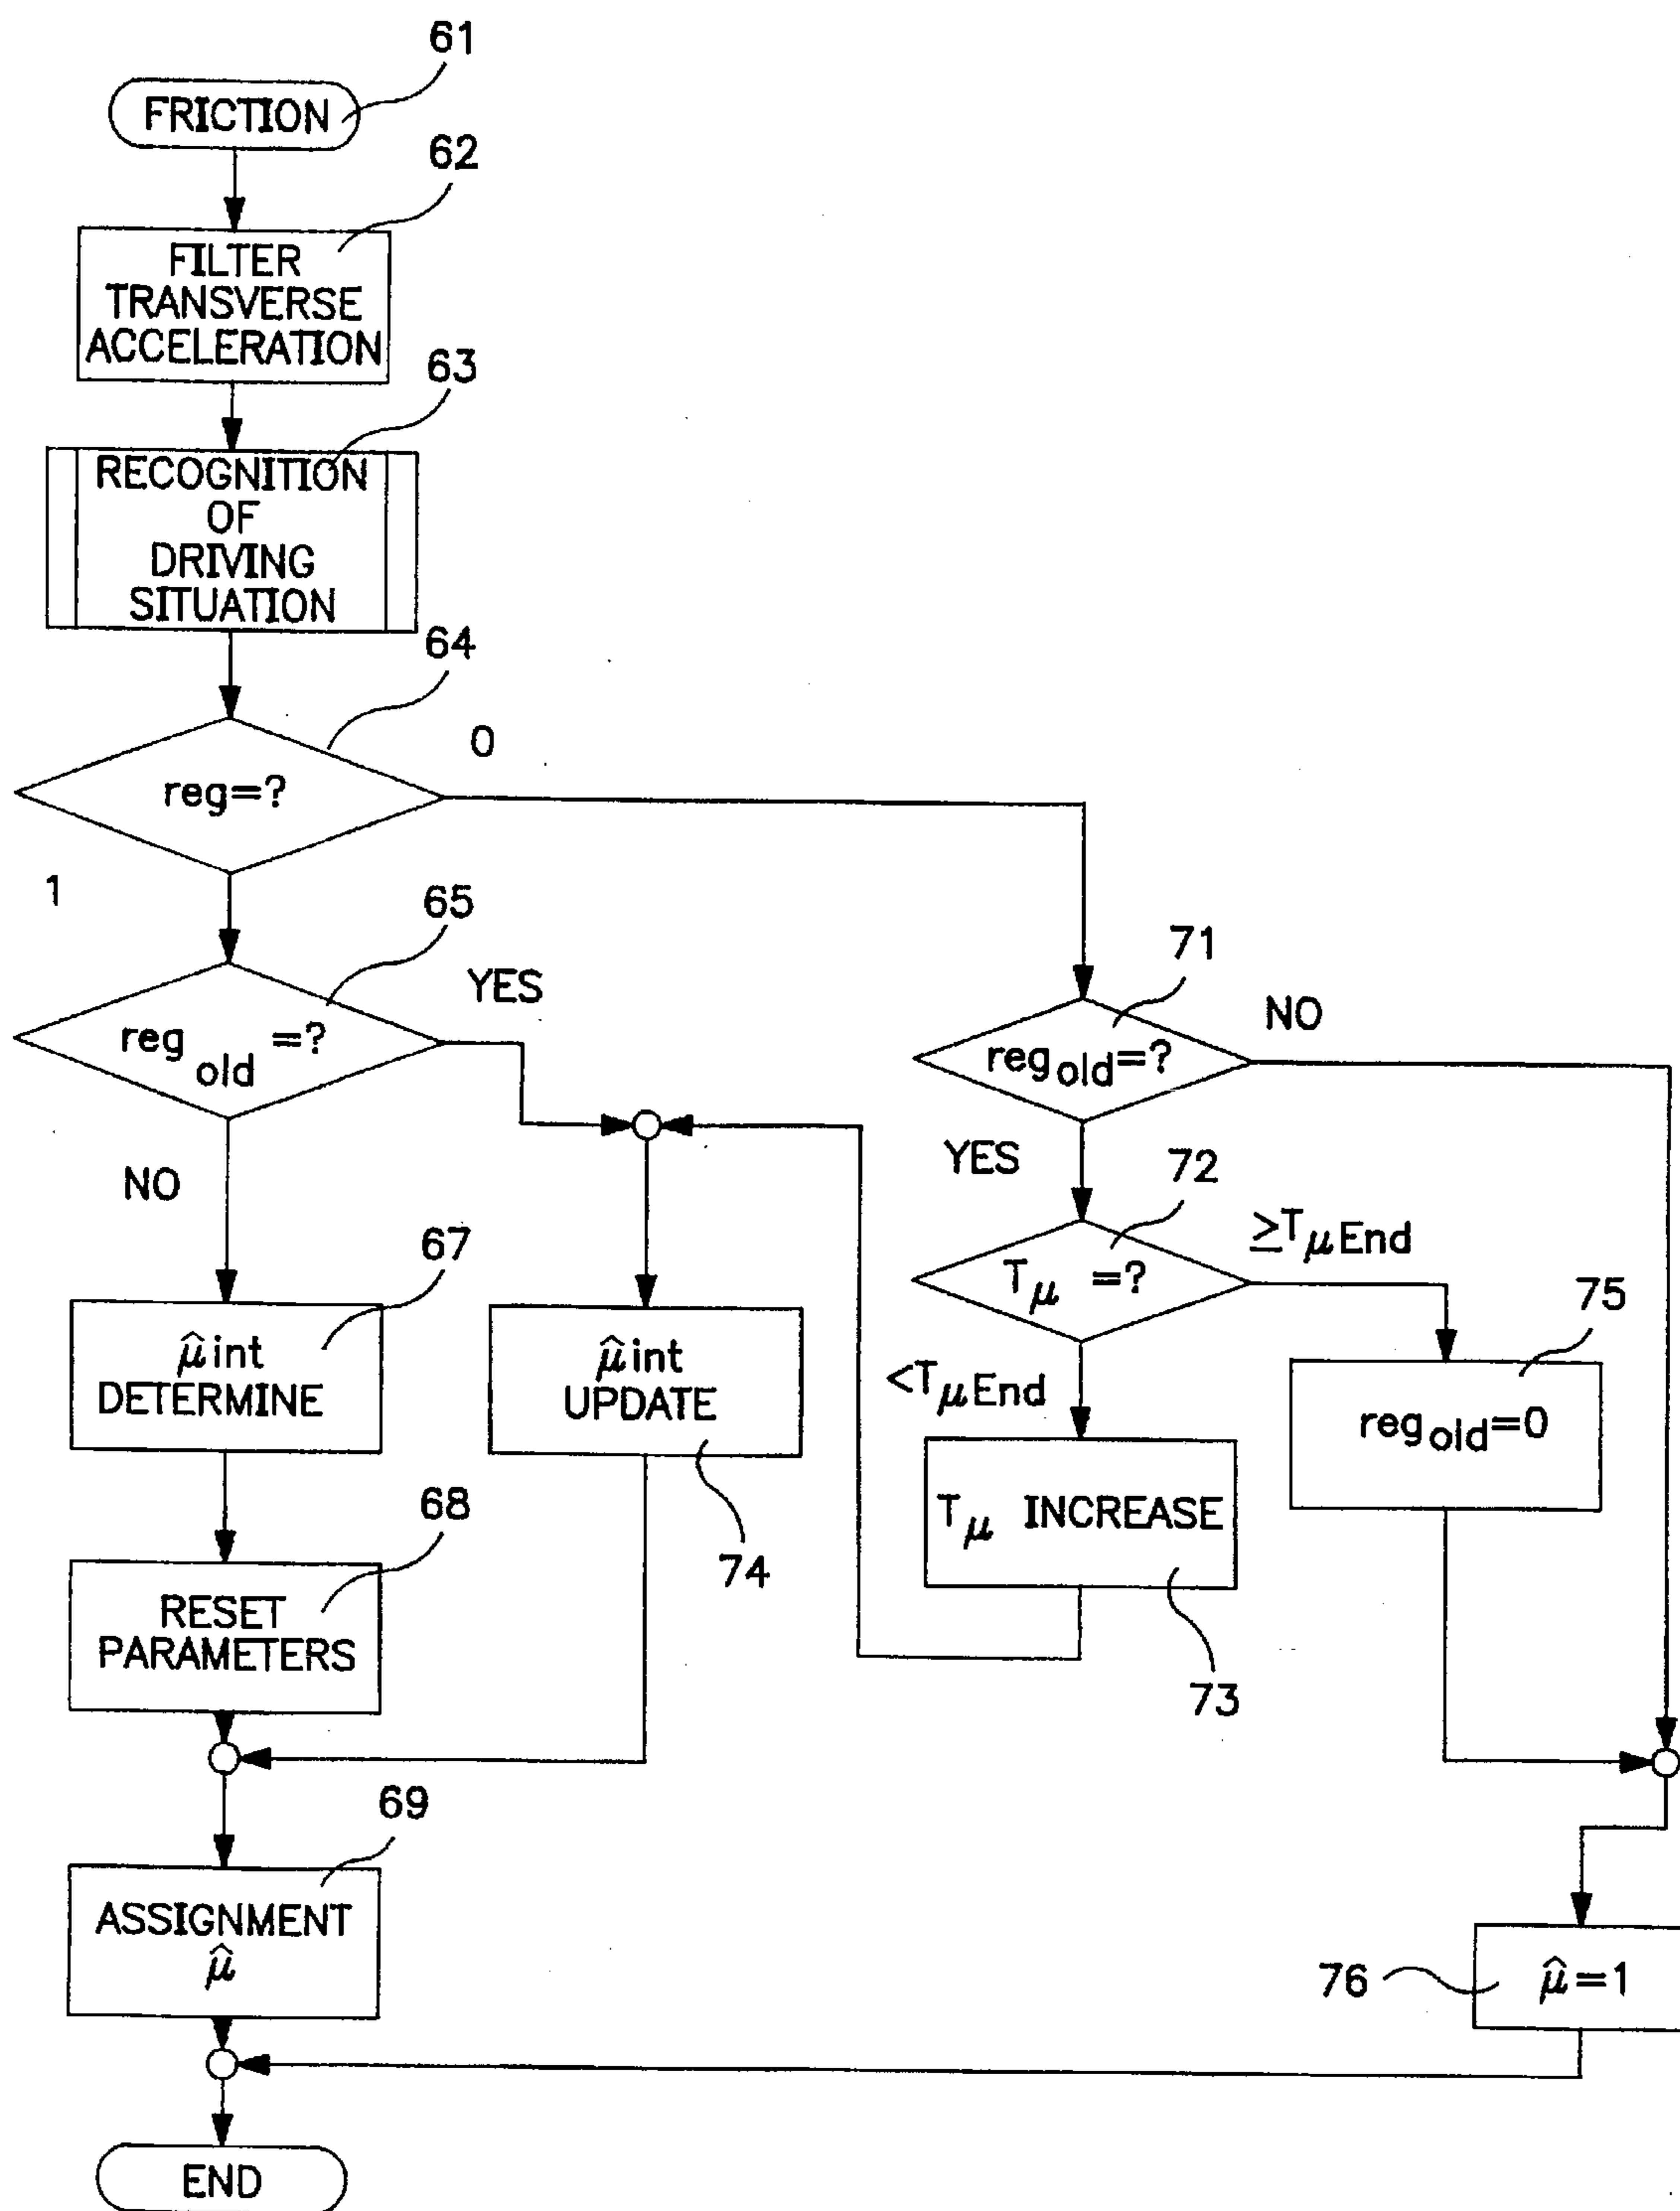 61
FRICTION
62
FILTER
TRANSVERSE
ACCELERATION
63
RECOGNITION
OF
DRIVING
SITUATION
64
0
reg=?
1
65
YES
reg old =?
NO
71
NO
reg old=?
YES
72
≥Tμ End
Tμ =?
75
<Tμ End
reg old=0
67
μ̂int
DETERMINE
μ̂int
UPDATE
74
Tμ INCREASE
73
68
RESET
PARAMETERS
69
ASSIGNMENT
μ̂
76
μ̂=1
END